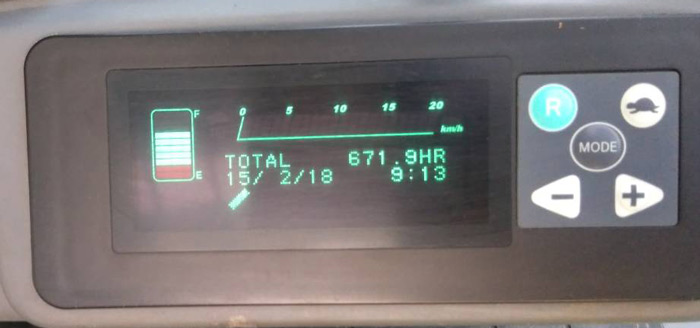 F
0 5 10 15 20
km/h
E
TOTAL 671.9HR
15/ 2/18 9:13
R
MODE
− +